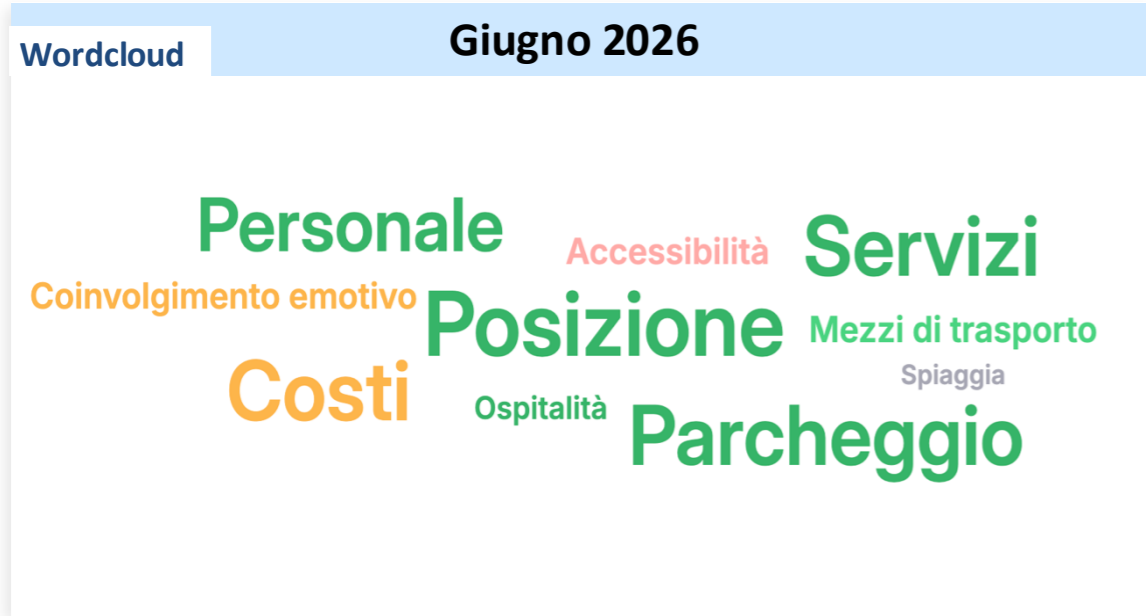 Wordcloud
Giugno 2026
Personale
Accessibilità
Servizi
Coinvolgimento emotivo
Posizione
Mezzi di trasporto
Spiaggia
Costi
Ospitalità
Parcheggio